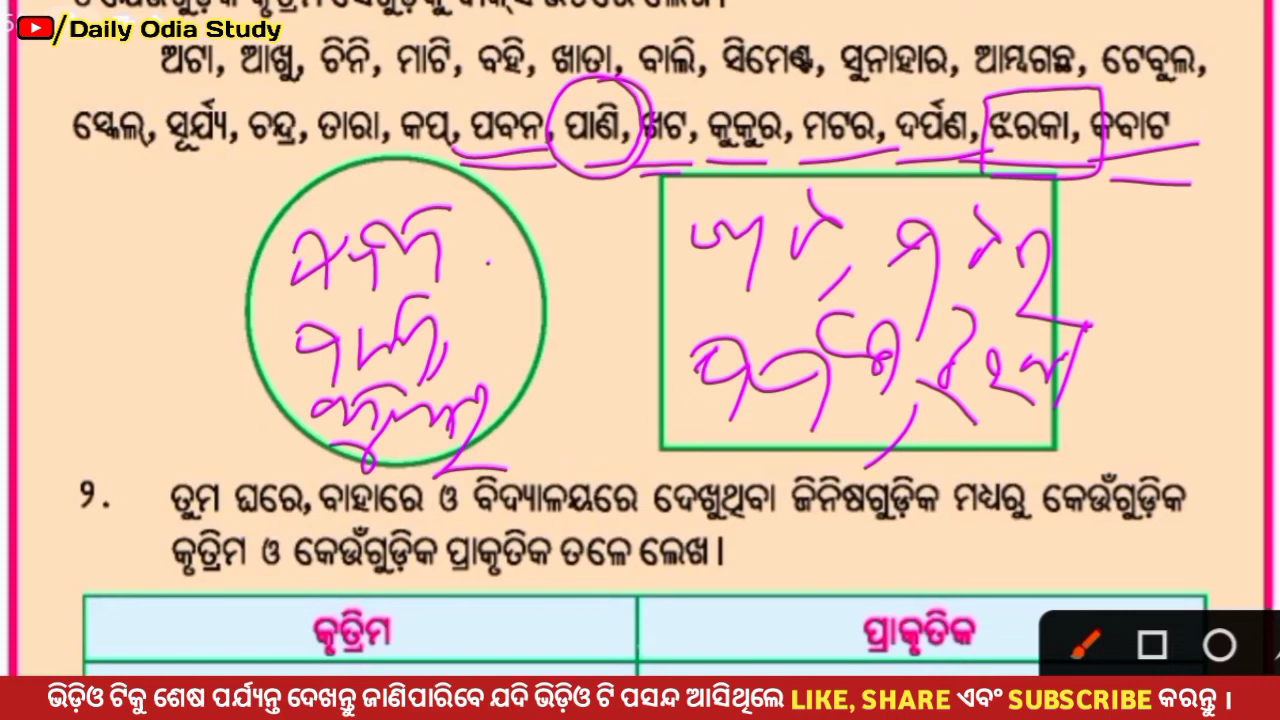 ଓ ଯେଉଁଗୁଡ଼ିକ କୃତ୍ରିମ ସେଗୁଡ଼ିକୁ ବାକ୍ସ ଭିତରେ ଲେଖ।
Daily Odia Study
ଅଟା, ଆଖୁ, ଚିନି, ମାଟି, ବହି, ଖାତା, ବାଲି, ସିମେଣ୍ଟ, ସୁନାହାର, ଆମ୍ବଗଛ, ଟେବୁଲ,
ସ୍କେଲ୍, ସୂର୍ଯ୍ୟ, ଚନ୍ଦ୍ର, ତାରା, କପ୍, ପବନ, ପାଣି, ଖଟ, କୁକୁର, ମଟର, ଦର୍ପଣ, ଝରକା, କବାଟ
୨. ତୁମ ଘରେ, ବାହାରେ ଓ ବିଦ୍ୟାଳୟରେ ଦେଖୁଥିବା ଜିନିଷଗୁଡ଼ିକ ମଧ୍ୟରୁ କେଉଁଗୁଡ଼ିକ
କୃତ୍ରିମ ଓ କେଉଁଗୁଡ଼ିକ ପ୍ରାକୃତିକ ତଳେ ଲେଖ।
କୃତ୍ରିମ ପ୍ରାକୃତିକ
ଭିଡ଼ିଓ ଟିକୁ ଶେଷ ପର୍ଯ୍ୟନ୍ତ ଦେଖନ୍ତୁ ଜାଣିପାରିବେ ଯଦି ଭିଡ଼ିଓ ଟି ପସନ୍ଦ ଆସିଥିଲେ LIKE, SHARE ଏବଂ SUBSCRIBE କରନ୍ତୁ ।